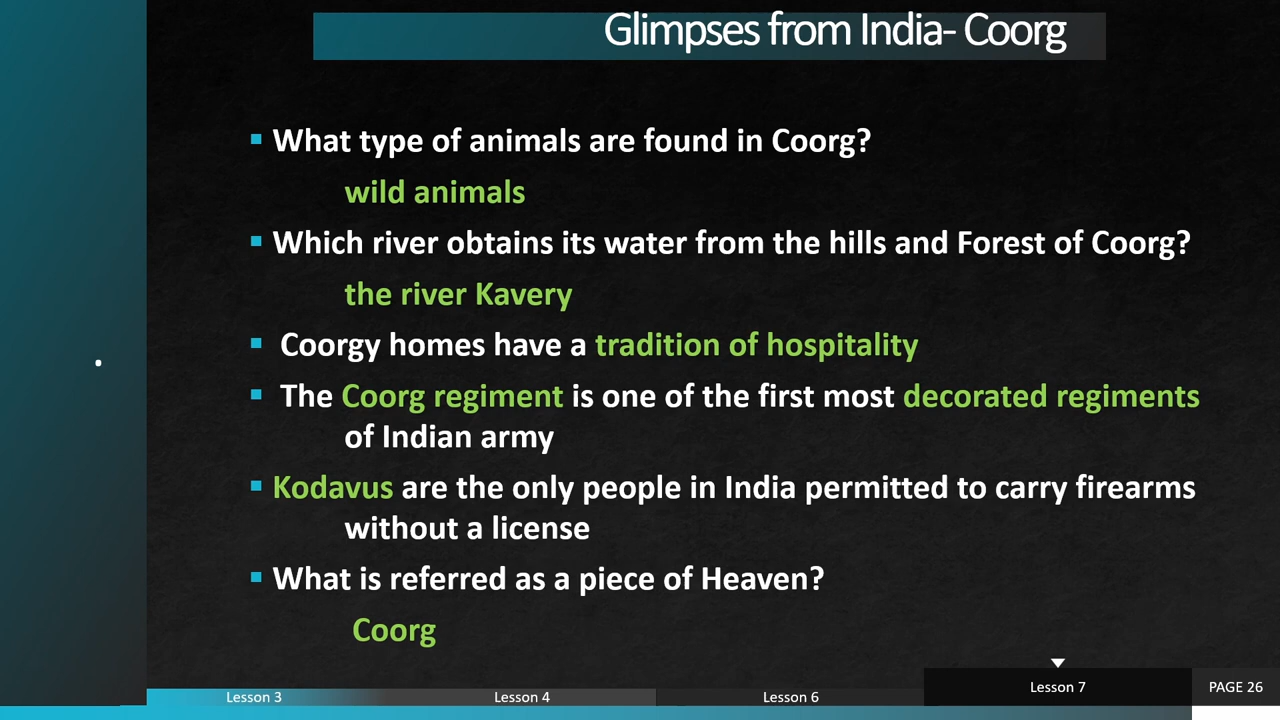 Glimpses from India- Coorg
What type of animals are found in Coorg?
wild animals
Which river obtains its water from the hills and Forest of Coorg?
the river Kavery
Coorgy homes have a tradition of hospitality
The Coorg regiment is one of the first most decorated regiments
of Indian army
Kodavus are the only people in India permitted to carry firearms
without a license
What is referred as a piece of Heaven?
Coorg
Lesson 3
Lesson 4
Lesson 6
Lesson 7
PAGE 26